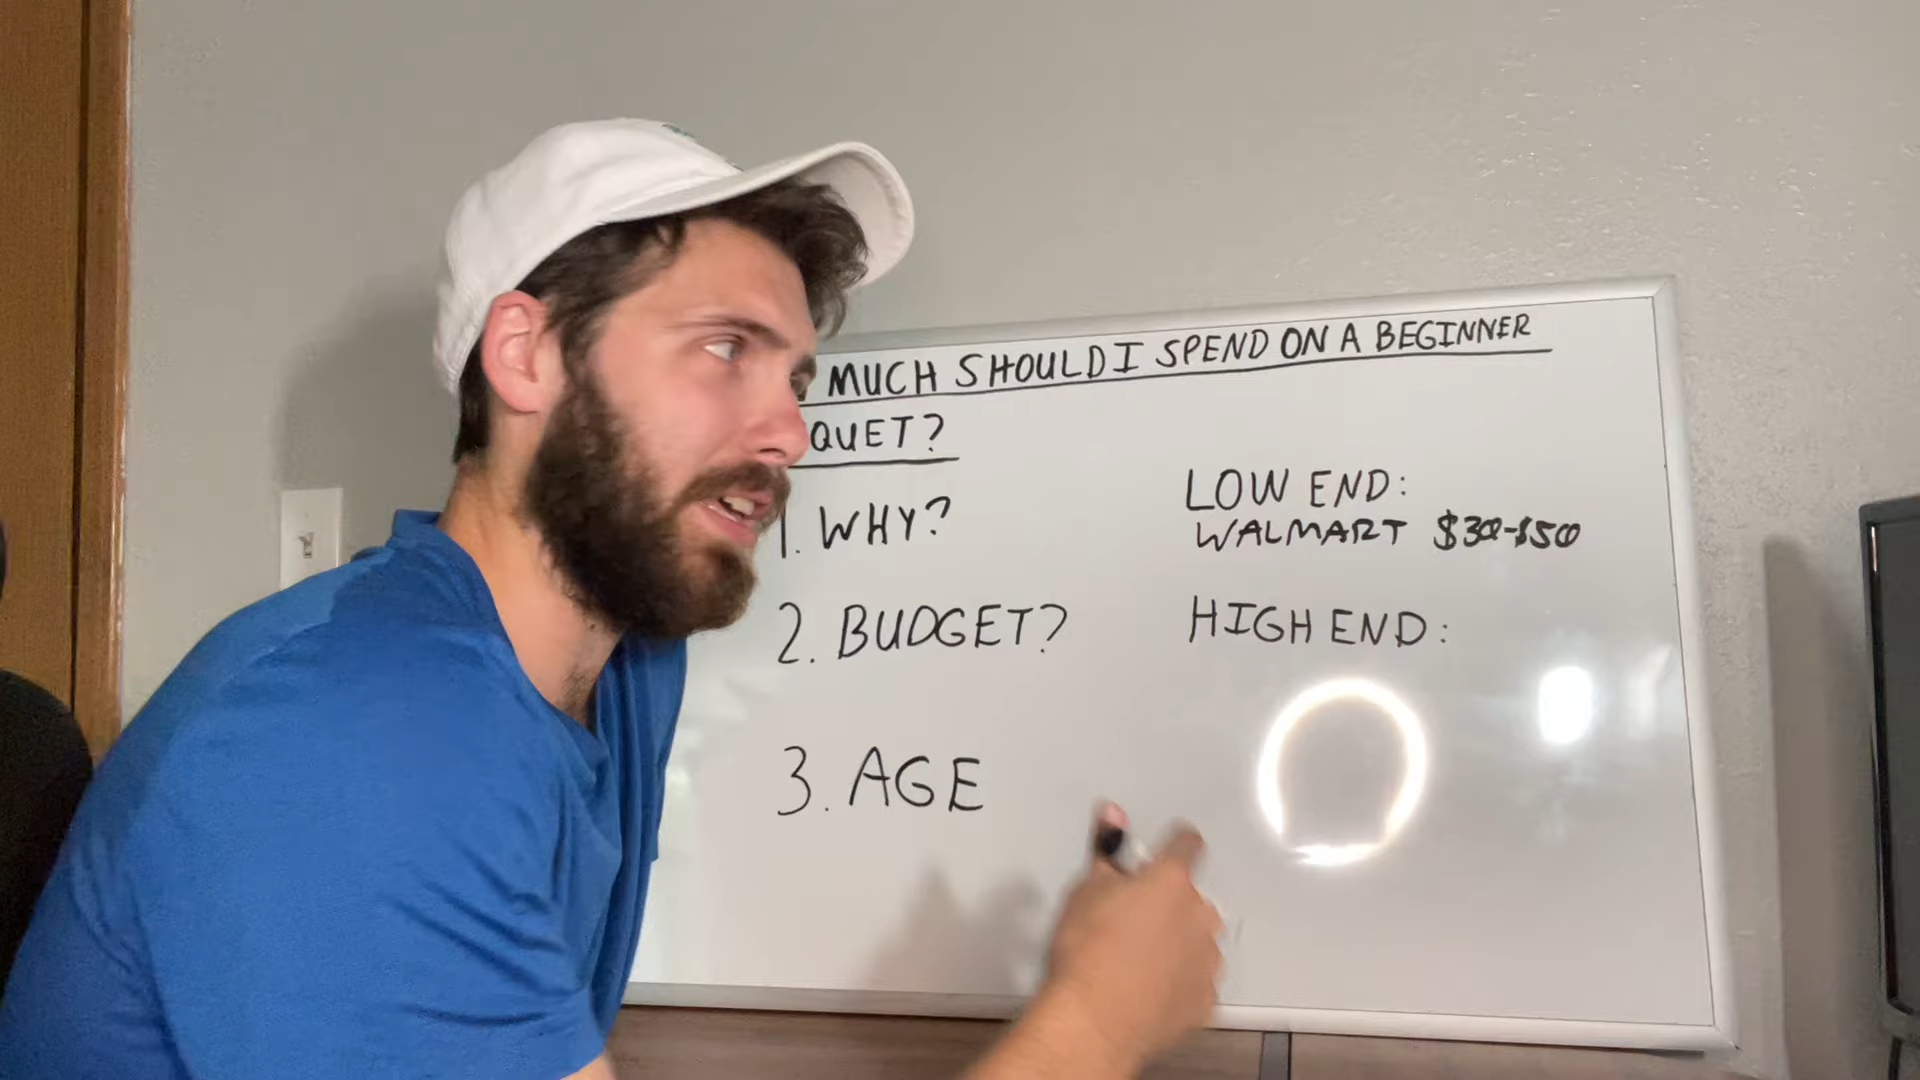 MUCH SHOULD I SPEND ON A BEGINNER
QUET?
1. WHY?
2. BUDGET?
3. AGE
LOW END:
WALMART $30-$50
HIGH END: